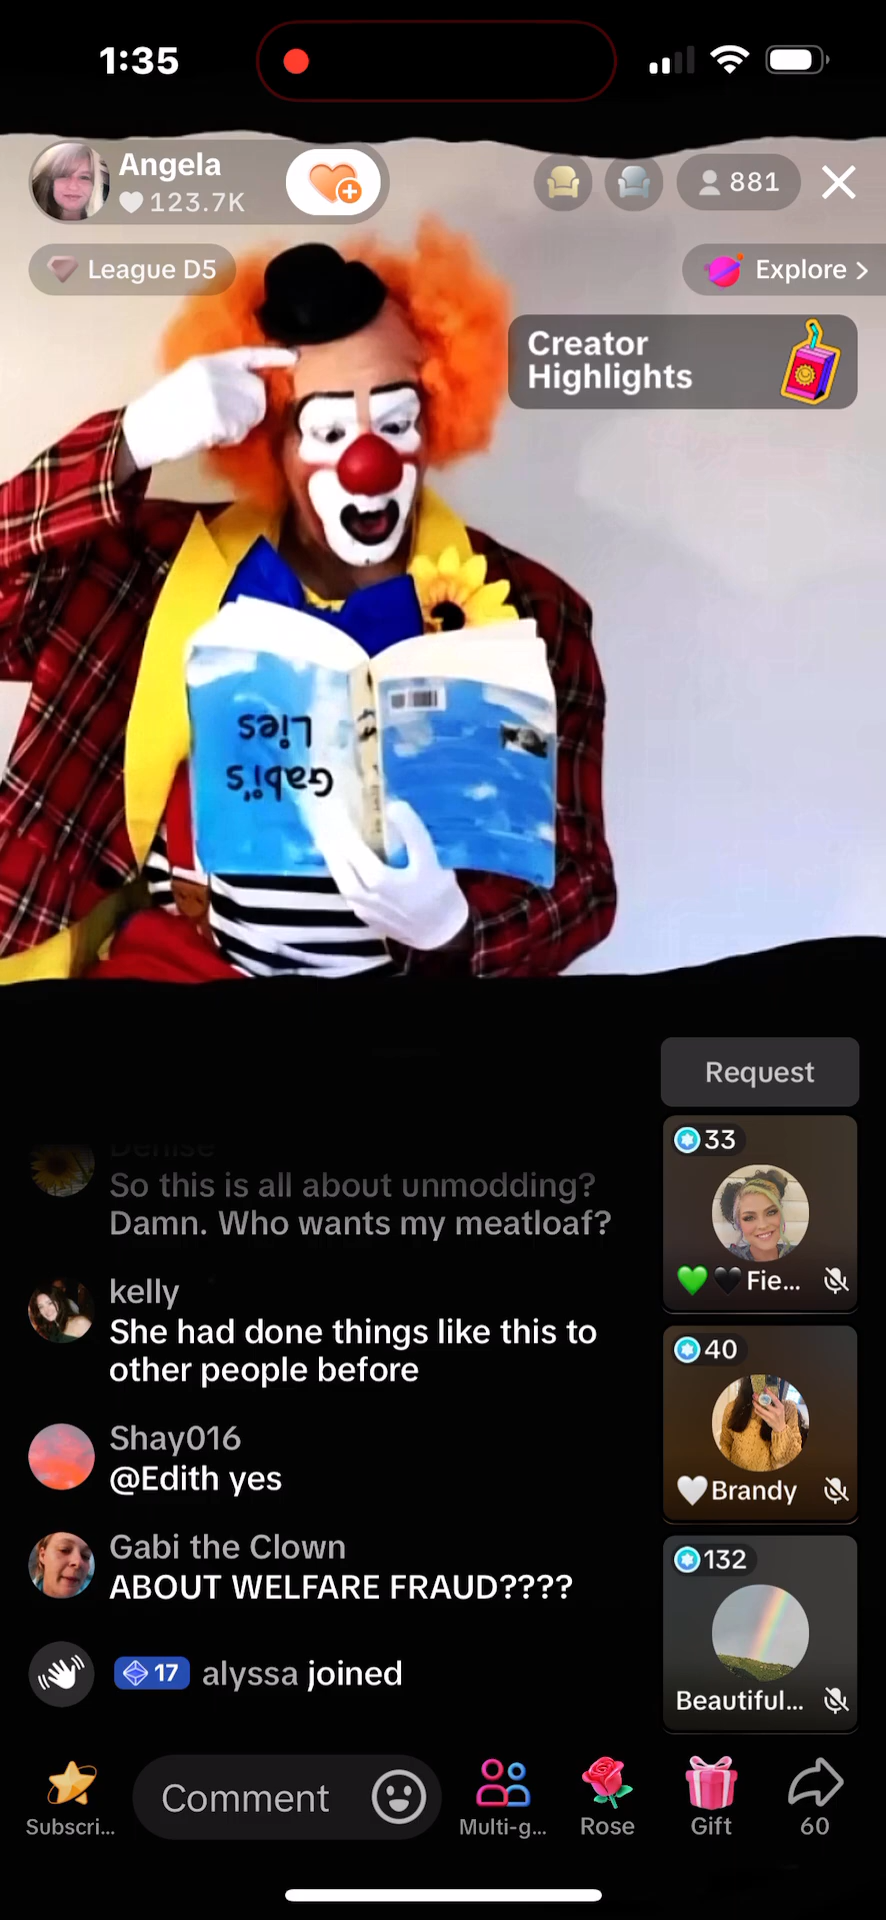 1:35
Angela
123.7K
881
League D5
Explore >
Creator
Highlights
Gabi's
Lies
Request
33
Fie...
40
Brandy
132
Beautiful...
Denise
So this is all about unmodding?
Damn. Who wants my meatloaf?
kelly
She had done things like this to
other people before
Shay016
@Edith yes
Gabi the Clown
ABOUT WELFARE FRAUD????
17 alyssa joined
Comment
Subscri...
Multi-g...
Rose
Gift
60